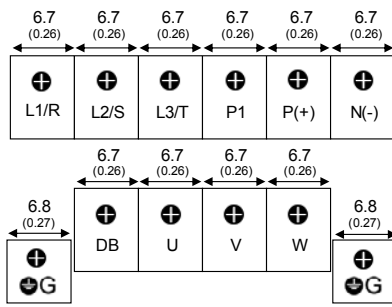 6.7 6.7 6.7 6.7 6.7 6.7
(0.26) (0.26) (0.26) (0.26) (0.26) (0.26)
L1/R L2/S L3/T P1 P(+) N(-)
6.7 6.7 6.7 6.7
(0.26) (0.26) (0.26) (0.26)
6.8 6.8
(0.27) (0.27)
DB U V W
G G